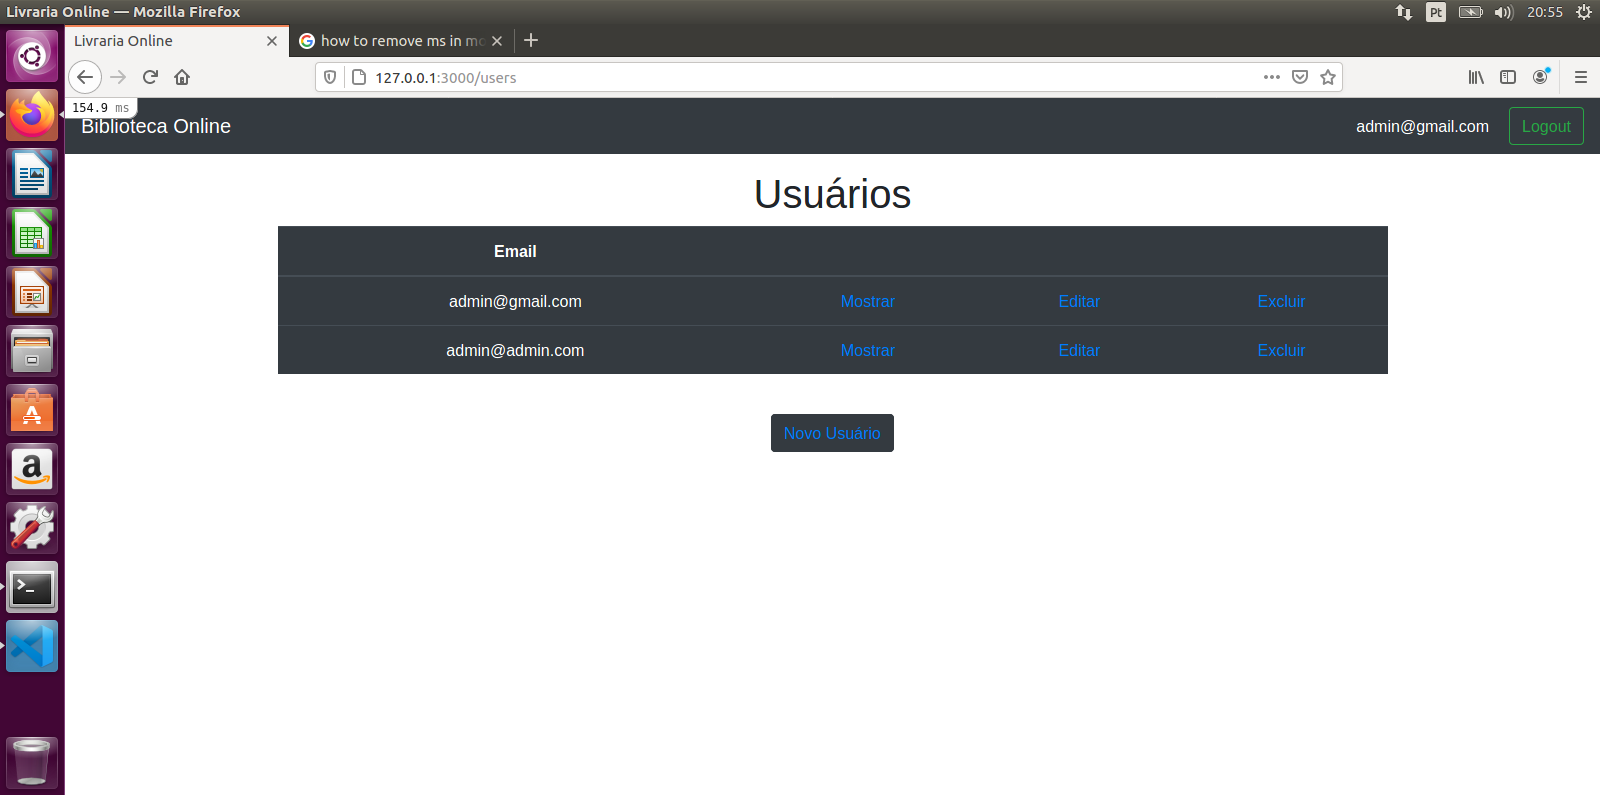 Livraria Online — Mozilla Firefox
Pt
20:55
Livraria Online
how to remove ms in mo
127.0.0.1:3000/users
154.9 ms
Biblioteca Online
admin@gmail.com
Logout
Usuários
Email
admin@gmail.com Mostrar Editar Excluir
admin@admin.com Mostrar Editar Excluir
Novo Usuário